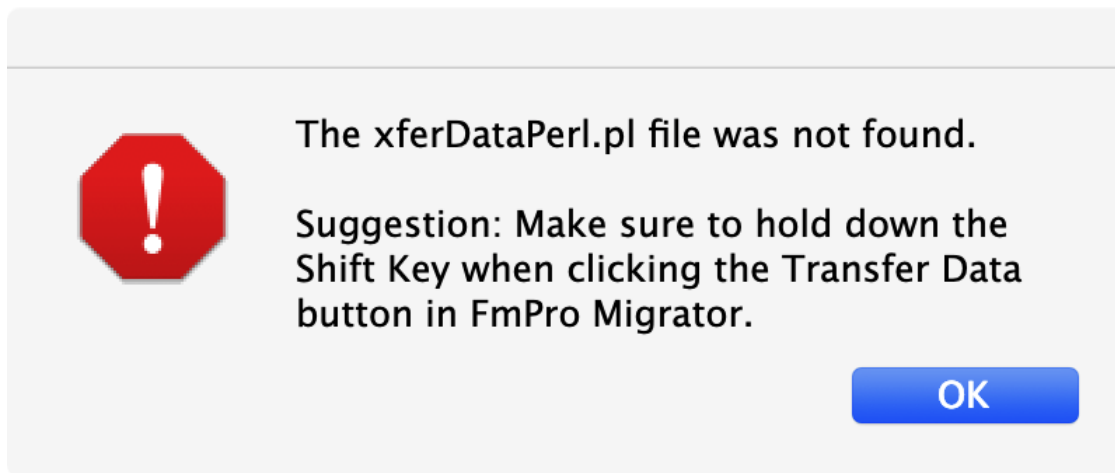 The xferDataPerl.pl file was not found.
Suggestion: Make sure to hold down the
Shift Key when clicking the Transfer Data
button in FmPro Migrator.
OK